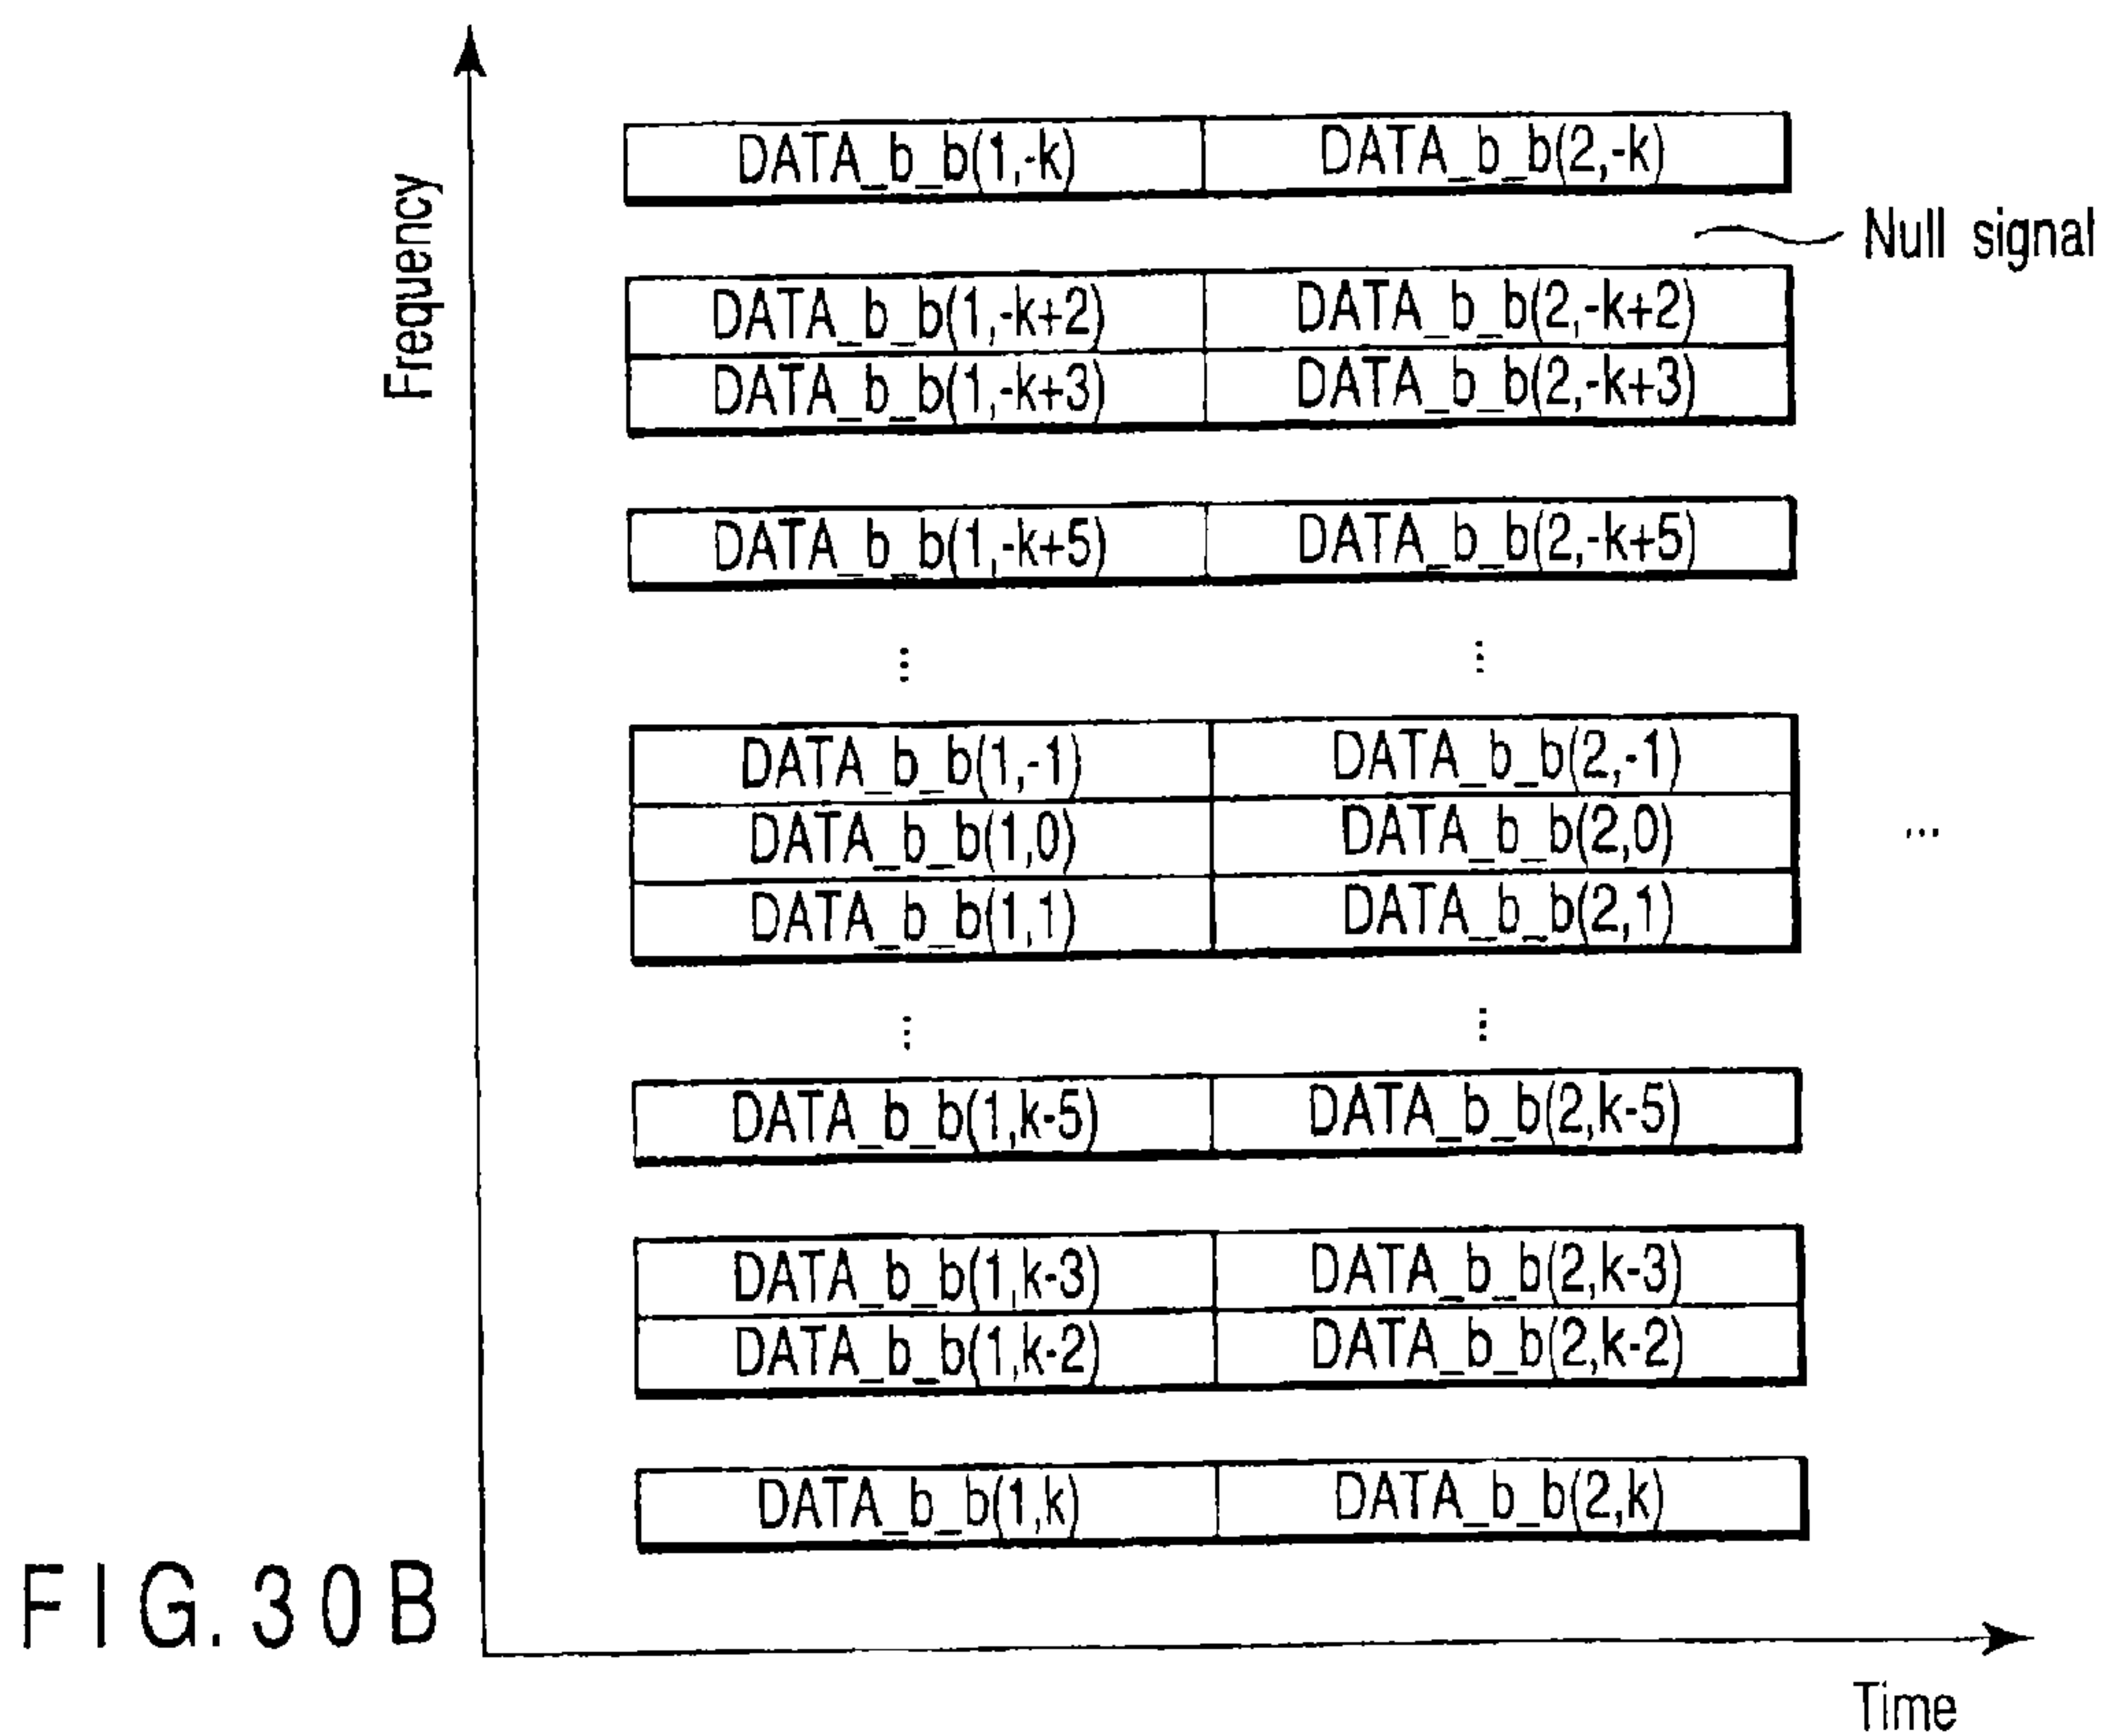 Frequency
DATA_b_b(1,-k) DATA_b_b(2,-k)
Null signal
DATA_b_b(1,-k+2) DATA_b_b(2,-k+2)
DATA_b_b(1,-k+3) DATA_b_b(2,-k+3)
DATA_b_b(1,-k+5) DATA_b_b(2,-k+5)
⋮ ⋮
DATA_b_b(1,-1) DATA_b_b(2,-1)
DATA_b_b(1,0) DATA_b_b(2,0) ...
DATA_b_b(1,1) DATA_b_b(2,1)
⋮ ⋮
DATA_b_b(1,k-5) DATA_b_b(2,k-5)
DATA_b_b(1,k-3) DATA_b_b(2,k-3)
DATA_b_b(1,k-2) DATA_b_b(2,k-2)
DATA_b_b(1,k) DATA_b_b(2,k)
FIG. 30B
Time